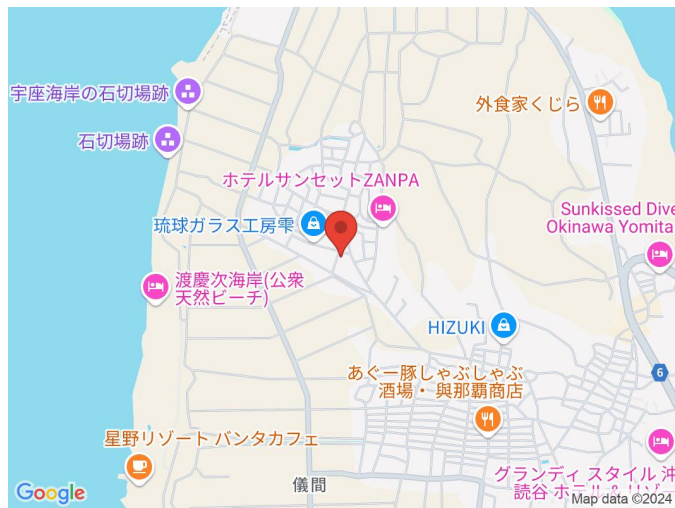 宇座海岸の石切場跡
外食家くじら
石切場跡
ホテルサンセットZANPA
琉球ガラス工房雫
Sunkissed Dive
Okinawa Yomita
渡慶次海岸(公衆
天然ビーチ)
HIZUKI
6
あぐー豚しゃぶしゃぶ
酒場・ 與那覇商店
星野リゾート バンタカフェ
儀間
グランディ スタイル 沖
読谷 ホテル & リゾ
Google
Map data ©2024